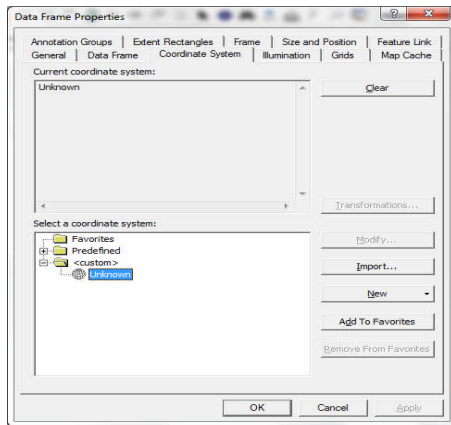 Data Frame Properties
Annotation Groups Extent Rectangles Frame Size and Position Feature Link
General Data Frame Coordinate System Illumination Grids Map Cache
Current coordinate system:
Unknown
Clear
Transformations...
Select a coordinate system:
Favorites
Predefined
<custom>
Unknown
Modify...
Import...
New
Add To Favorites
Remove From Favorites
OK Cancel Apply